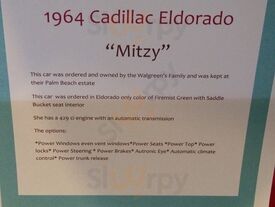 1964 Cadillac Eldorado
“Mitzy”
This car was ordered and owned by the Walgreen's Family and was kept at
their Palm Beach estate
This car was ordered in Eldorado only color of Firemist Green with Saddle
Bucket seat Interior
She has a 429 ci engine with an automatic transmission
The options:
*Power Windows even vent windows*Power Seats *Power Top* Power
locks* Power Steering * Power Brakes* Autronic Eye* Automatic climate
control* Power trunk release